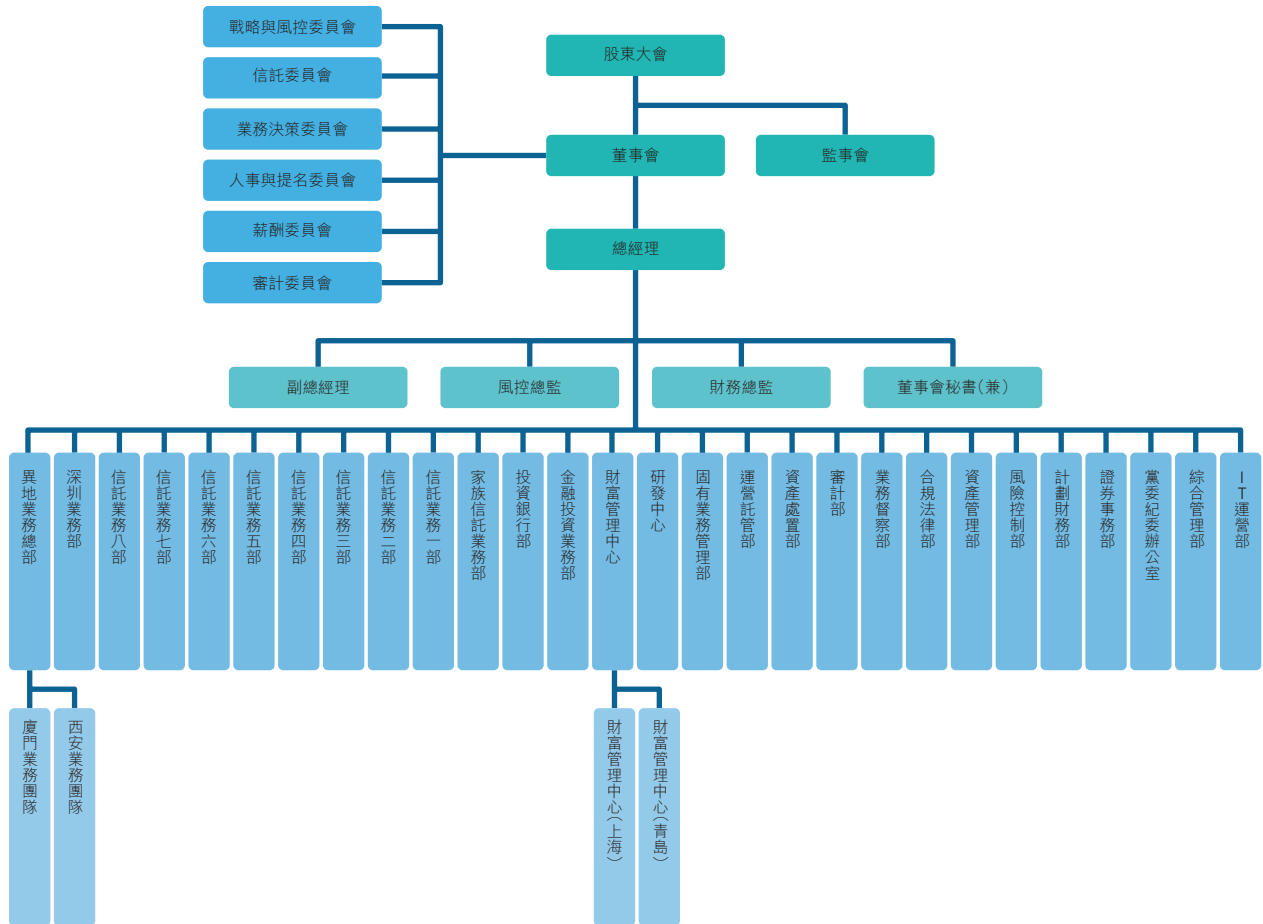 戰略與風控委員會
信託委員會
業務決策委員會
人事與提名委員會
薪酬委員會
審計委員會
股東大會
董事會
監事會
總經理
副總經理
風控總監
財務總監
董事會秘書(兼)
異地業務總部
深圳業務部
信託業務八部
信託業務七部
信託業務六部
信託業務五部
信託業務四部
信託業務三部
信託業務二部
信託業務一部
家族信託業務部
投資銀行部
金融投資業務部
財富管理中心
研發中心
固有業務管理部
運營託管部
資產處置部
審計部
業務督察部
合規法律部
資產管理部
風險控制部
計劃財務部
證券事務部
黨委紀委辦公室
綜合管理部
IT運營部
廈門業務團隊
西安業務團隊
財富管理中心(上海)
財富管理中心(青島)